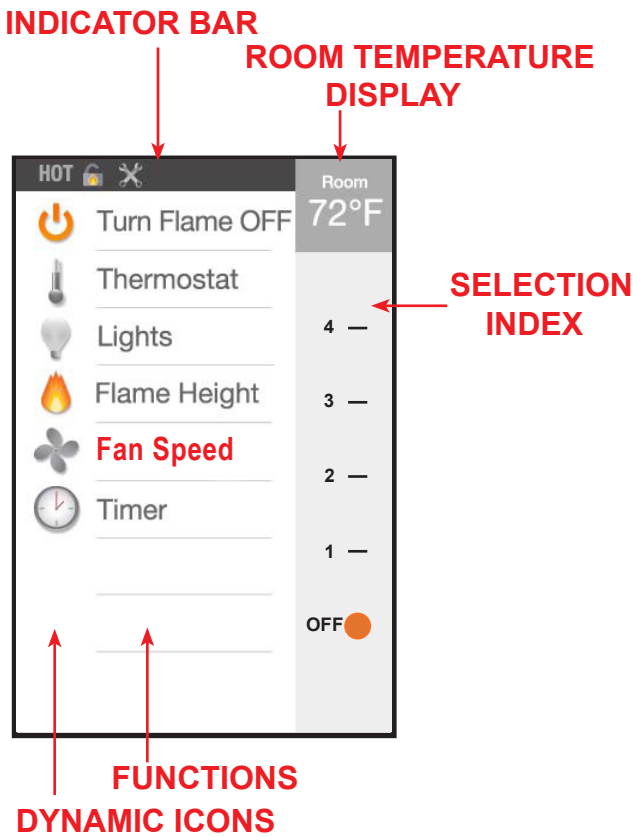 INDICATOR BAR
ROOM TEMPERATURE
DISPLAY
HOT
Room
72°F
Turn Flame OFF
Thermostat
Lights
Flame Height
Fan Speed
Timer
4
3
2
1
OFF
SELECTION
INDEX
FUNCTIONS
DYNAMIC ICONS